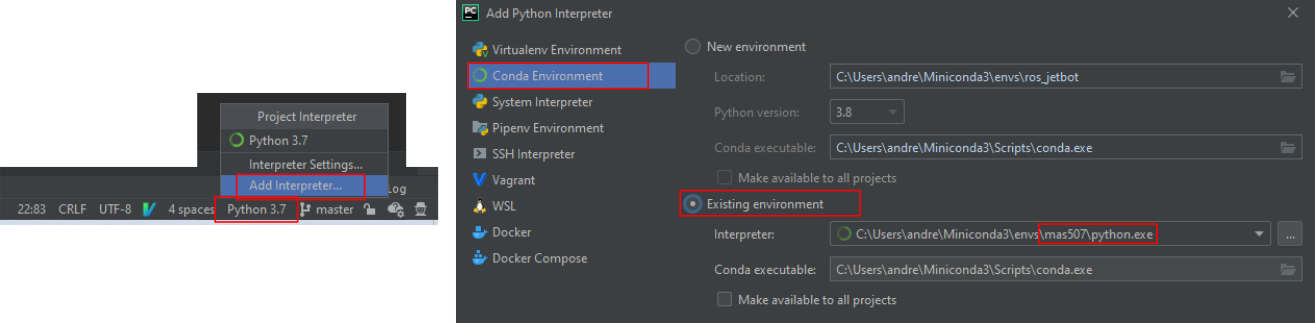 Project Interpreter
Python 3.7
Interpreter Settings...
Add Interpreter...
Log
22:83 CRLF UTF-8 4 spaces Python 3.7 master
PC Add Python Interpreter
Virtualenv Environment
Conda Environment
System Interpreter
Pipenv Environment
SSH Interpreter
Vagrant
WSL
Docker
Docker Compose
New environment
Location: C:\Users\andre\Miniconda3\envs\ros_jetbot
Python version: 3.8
Conda executable: C:\Users\andre\Miniconda3\Scripts\conda.exe
Make available to all projects
Existing environment
Interpreter: C:\Users\andre\Miniconda3\envs\mas507\python.exe ...
Conda executable: C:\Users\andre\Miniconda3\Scripts\conda.exe
Make available to all projects